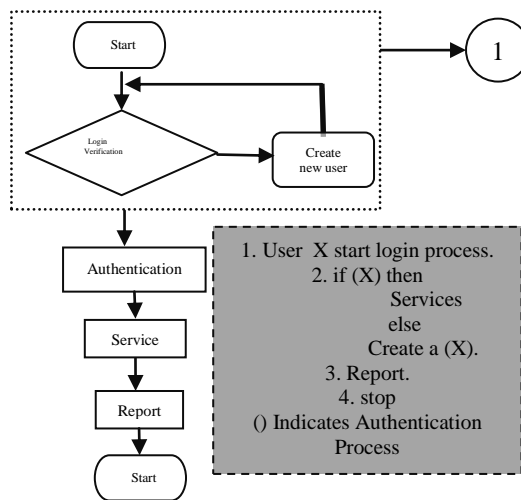 Start
1
Login
Verification
Create
new user
Authentication
Service
Report
Start
1. User X start login process.
2. if (X) then
Services
else
Create a (X).
3. Report.
4. stop
() Indicates Authentication
Process